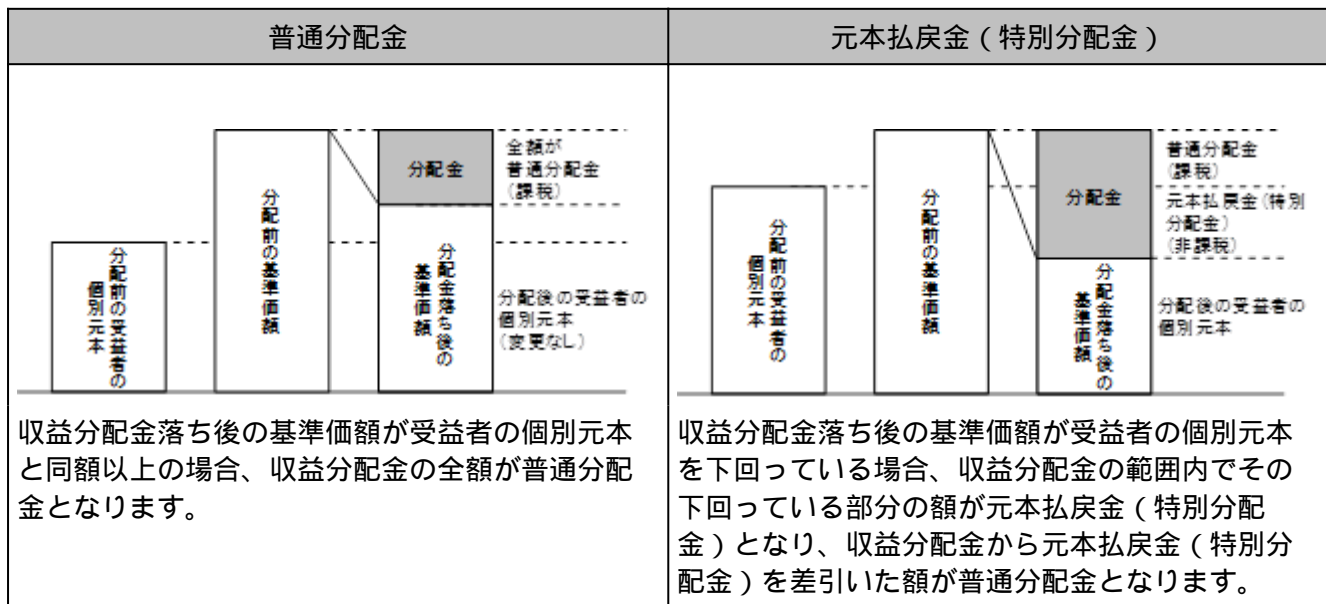 普通分配金
分配前の受益者の
個別元本
分配前の基準価額
分配金
分配金落ち後の
基準価額
全額が
普通分配金
(課税)
分配後の受益者の
個別元本
(変更なし)
収益分配金落ち後の基準価額が受益者の個別元本
と同額以上の場合、収益分配金の全額が普通分配
金となります。
元本払戻金(特別分配金)
分配前の受益者の
個別元本
分配前の基準価額
分配金
分配金落ち後の
基準価額
普通分配金
(課税)
元本払戻金(特別
分配金)
(非課税)
分配後の受益者の
個別元本
収益分配金落ち後の基準価額が受益者の個別元本
を下回っている場合、収益分配金の範囲内でその
下回っている部分の額が元本払戻金(特別分配
金)となり、収益分配金から元本払戻金(特別分
配金)を差引いた額が普通分配金となります。